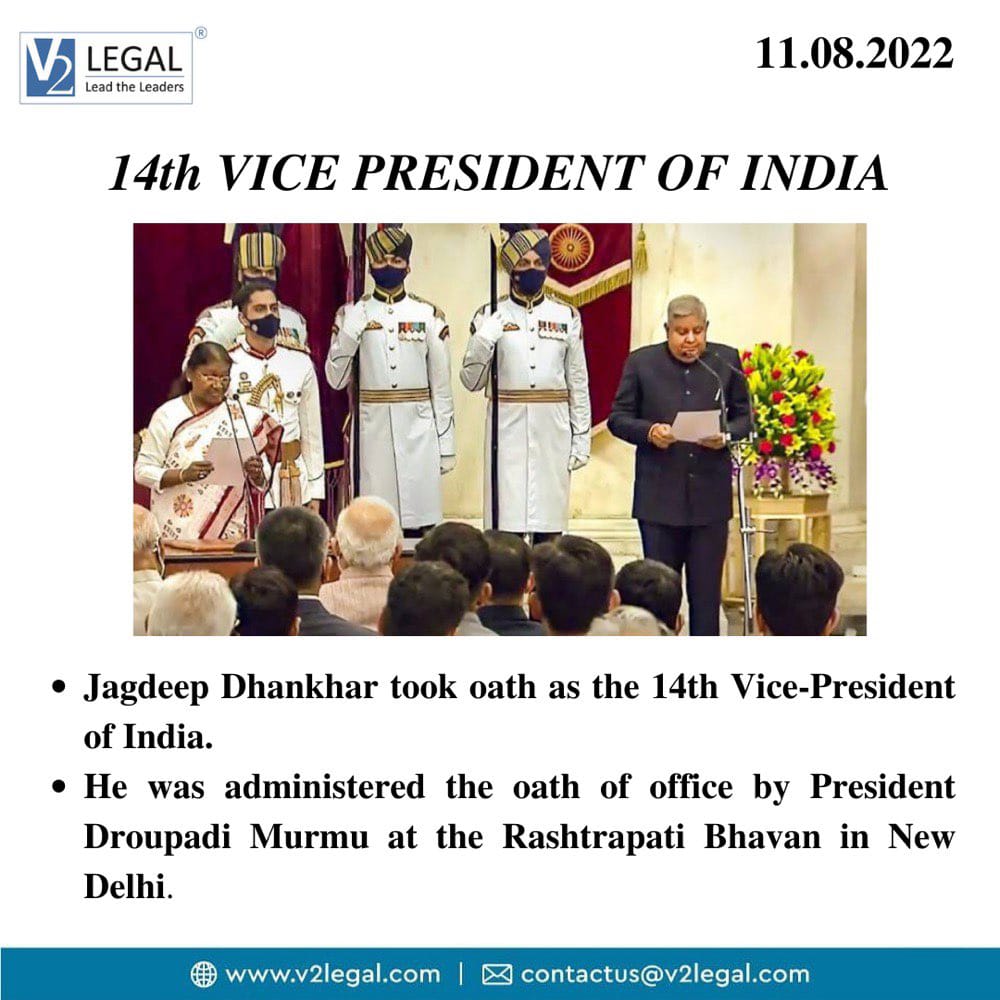 V2 LEGAL ®
Lead the Leaders
11.08.2022
14th VICE PRESIDENT OF INDIA
• Jagdeep Dhankhar took oath as the 14th Vice-President
of India.
• He was administered the oath of office by President
Droupadi Murmu at the Rashtrapati Bhavan in New
Delhi.
www.v2legal.com | contactus@v2legal.com